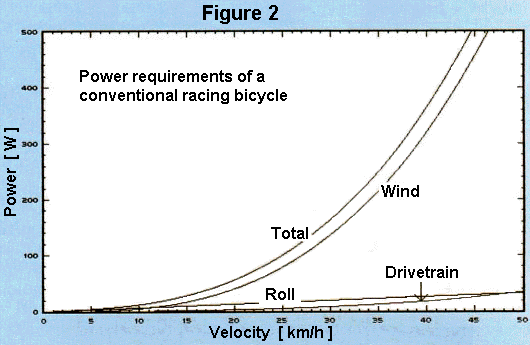 Figure 2
Power requirements of a
conventional racing bicycle
Power [ W ]
500
400
300
200
100
0
Total
Wind
Roll
Drivetrain
0 5 10 15 20 25 30 35 40 45 50
Velocity [ km/h ]